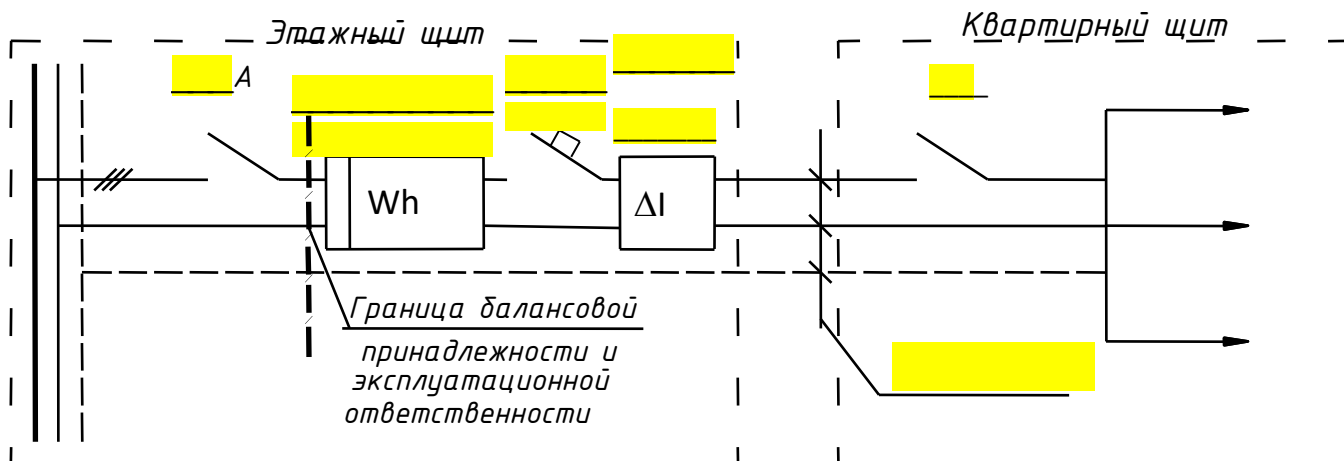 Этажный щит
Квартирный щит
А
Wh
ΔI
Граница балансовой
принадлежности и
эксплуатационной
ответственности